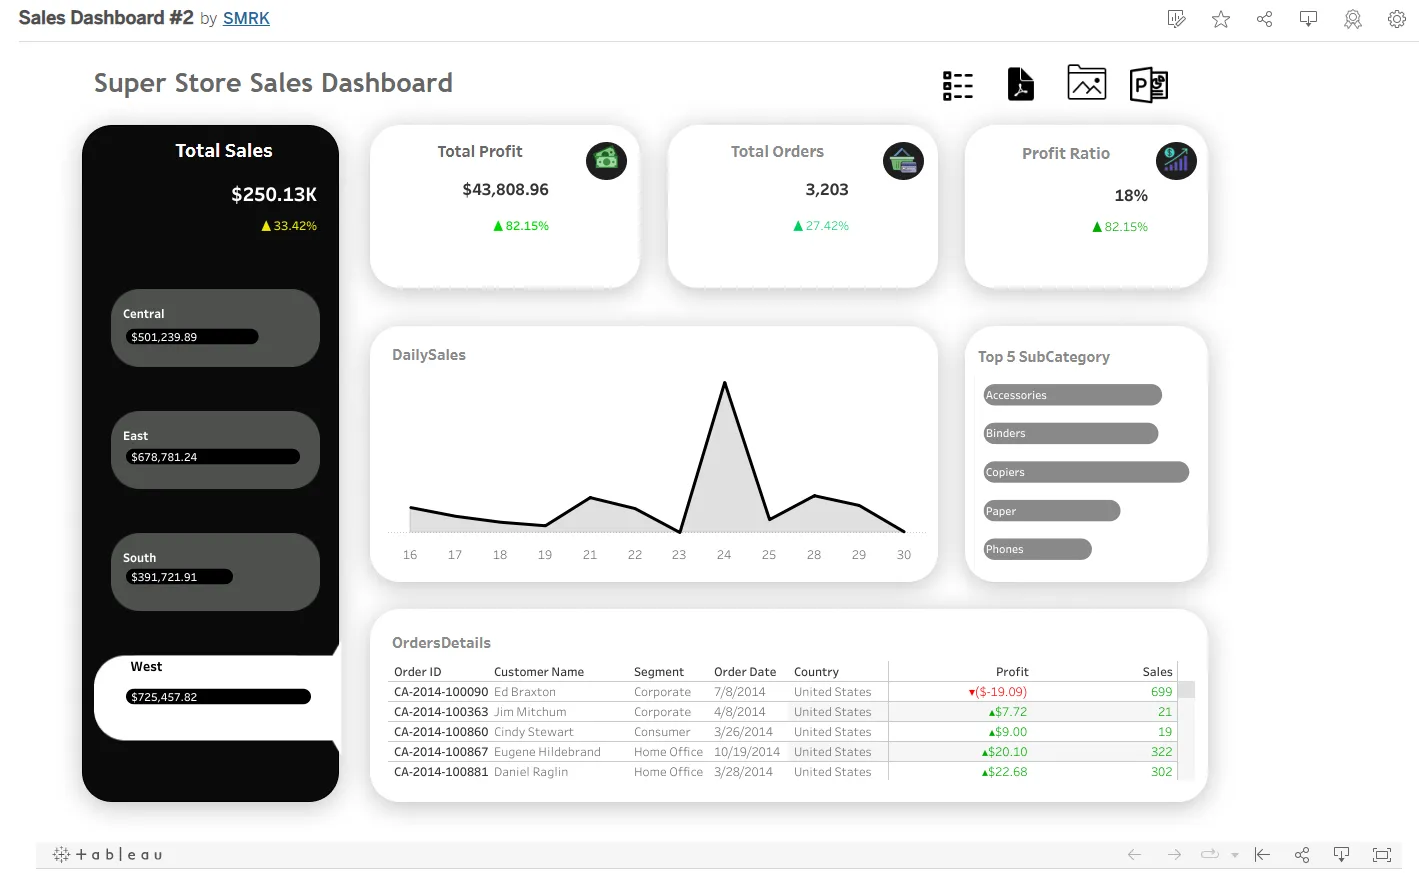 Sales Dashboard #2 by SMRK
Super Store Sales Dashboard
P
Total Sales
$250.13K
▲33.42%
Central
$501,239.89
East
$678,781.24
South
$391,721.91
West
$725,457.82
Total Profit
$43,808.96
▲82.15%
Total Orders
3,203
▲27.42%
Profit Ratio
$
18%
▲82.15%
DailySales
16 17 18 19 21 22 23 24 25 28 29 30
Top 5 SubCategory
Accessories
Binders
Copiers
Paper
Phones
OrdersDetails
Order ID Customer Name Segment Order Date Country Profit Sales
CA-2014-100090 Ed Braxton Corporate 7/8/2014 United States ▼($-19.09) 699
CA-2014-100363 Jim Mitchum Corporate 4/8/2014 United States ▲$7.72 21
CA-2014-100860 Cindy Stewart Consumer 3/26/2014 United States ▲$9.00 19
CA-2014-100867 Eugene Hildebrand Home Office 10/19/2014 United States ▲$20.10 322
CA-2014-100881 Daniel Raglin Home Office 3/28/2014 United States ▲$22.68 302
+ableau